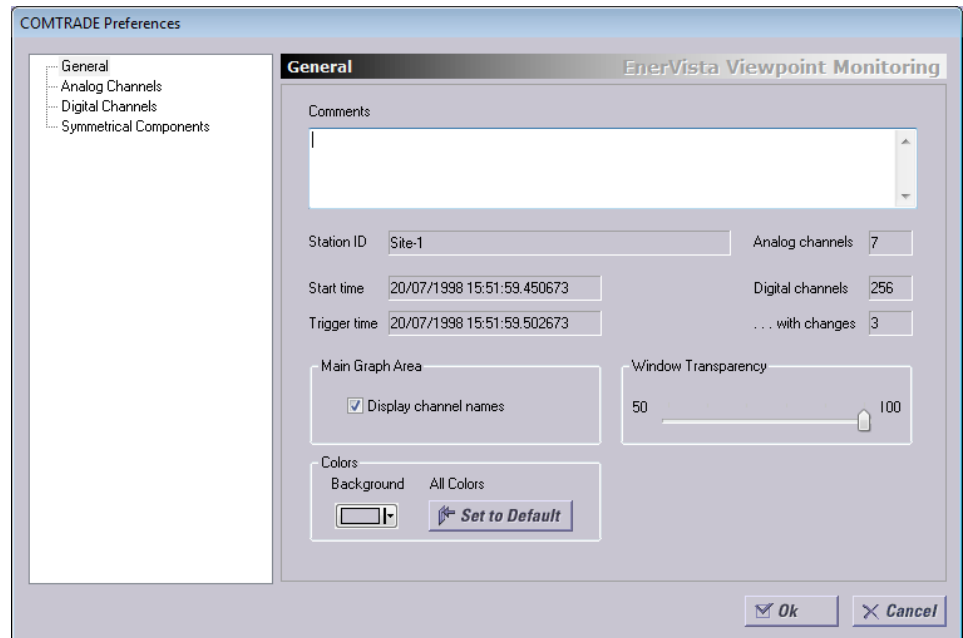 COMTRADE Preferences
General
Analog Channels
Digital Channels
Symmetrical Components
General EnerVista Viewpoint Monitoring
Comments
Station ID Site-1 Analog channels 7
Start time 20/07/1998 15:51:59.450673 Digital channels 256
Trigger time 20/07/1998 15:51:59.502673 . . . with changes 3
Main Graph Area
Display channel names
Window Transparency
50 100
Colors
Background All Colors
Set to Default
Ok Cancel